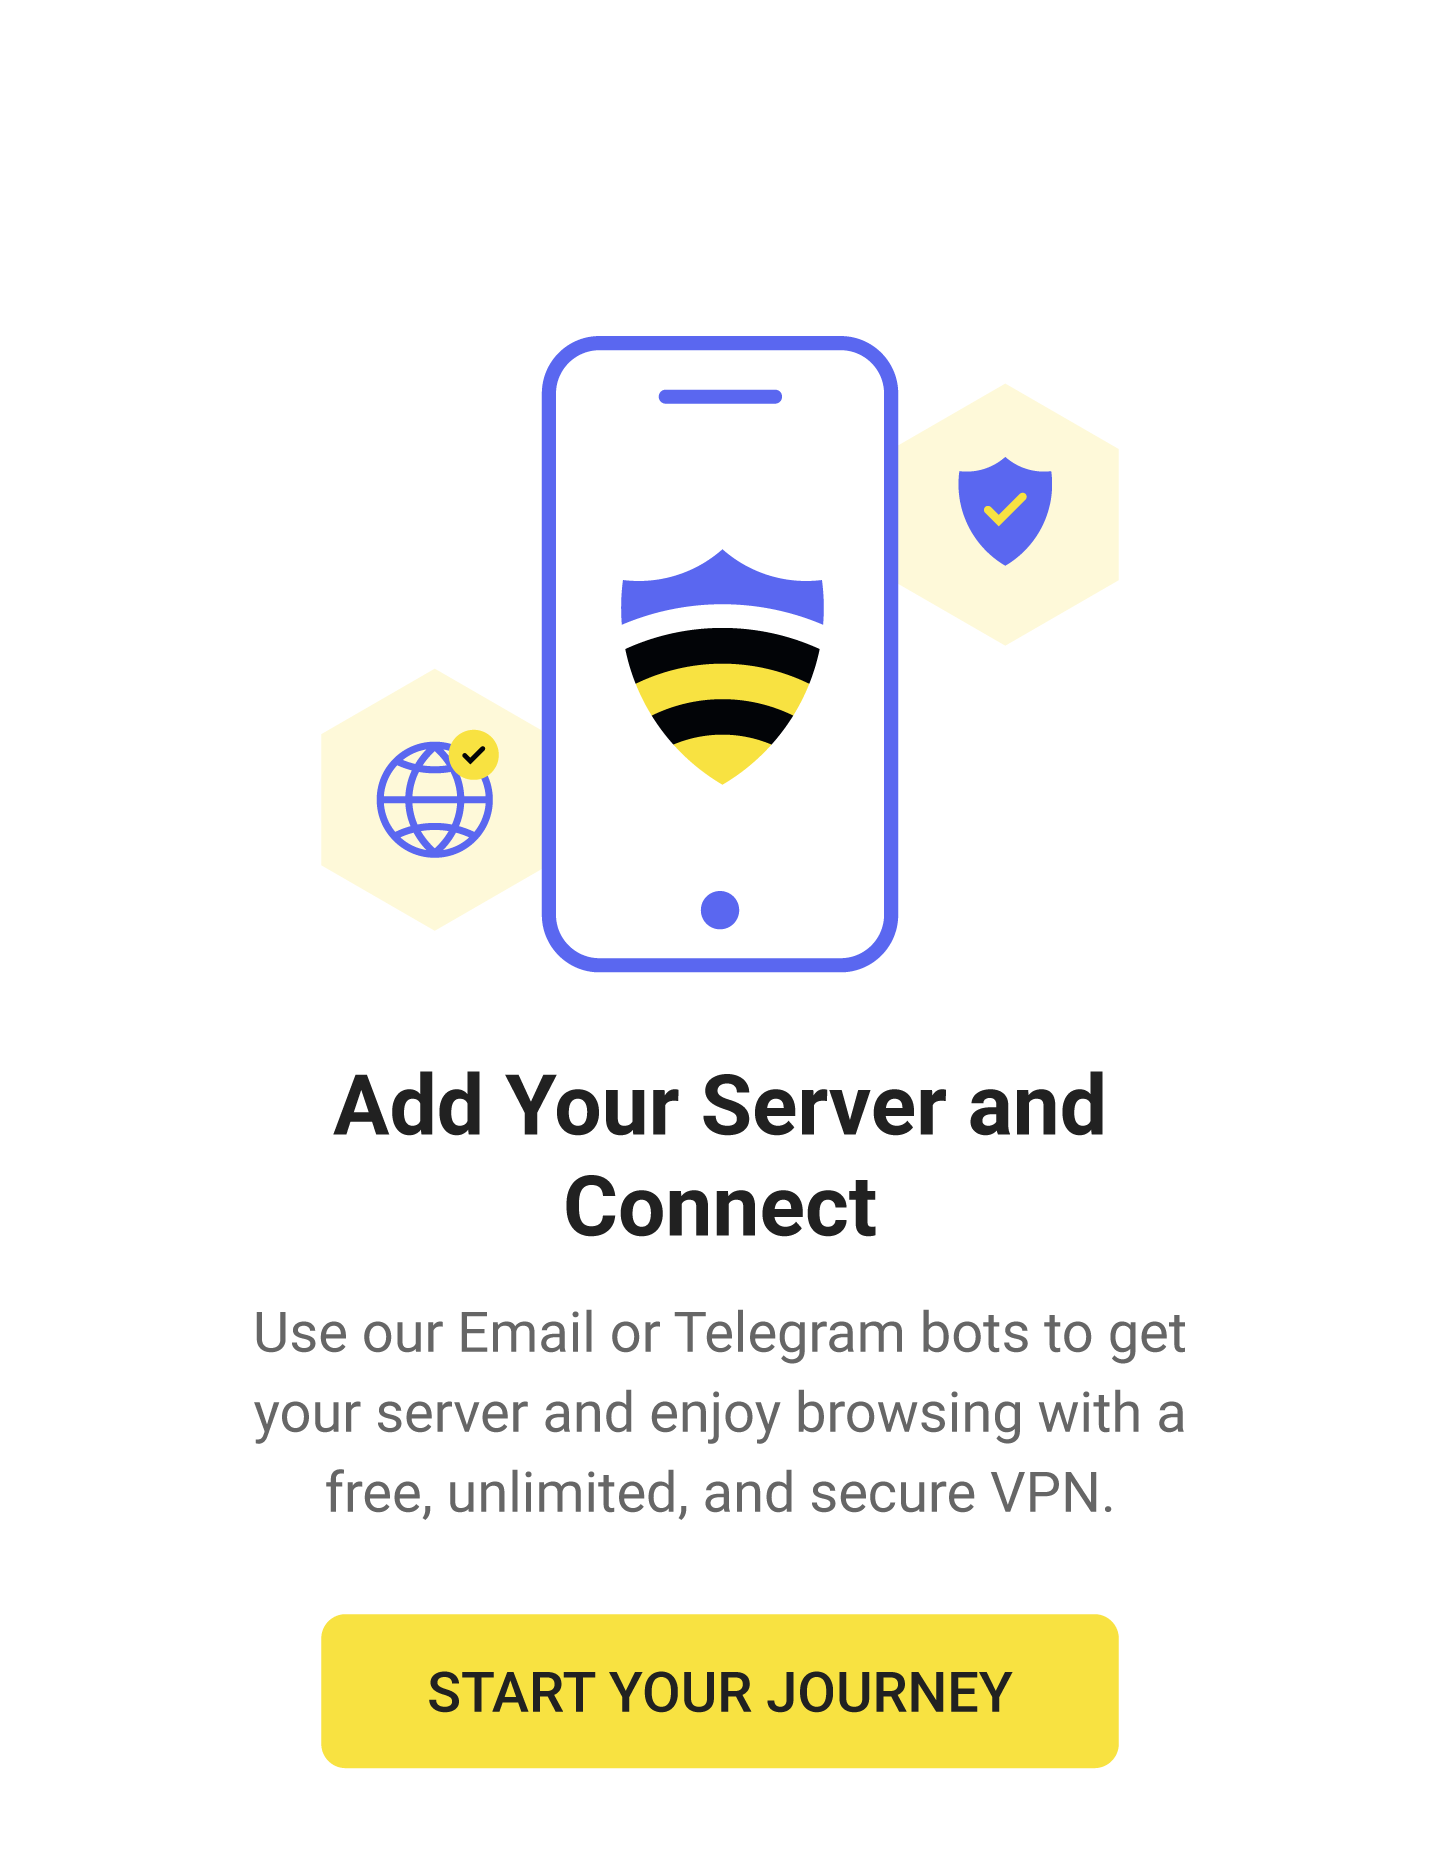 Add Your Server and
Connect
Use our Email or Telegram bots to get
your server and enjoy browsing with a
free, unlimited, and secure VPN.
START YOUR JOURNEY